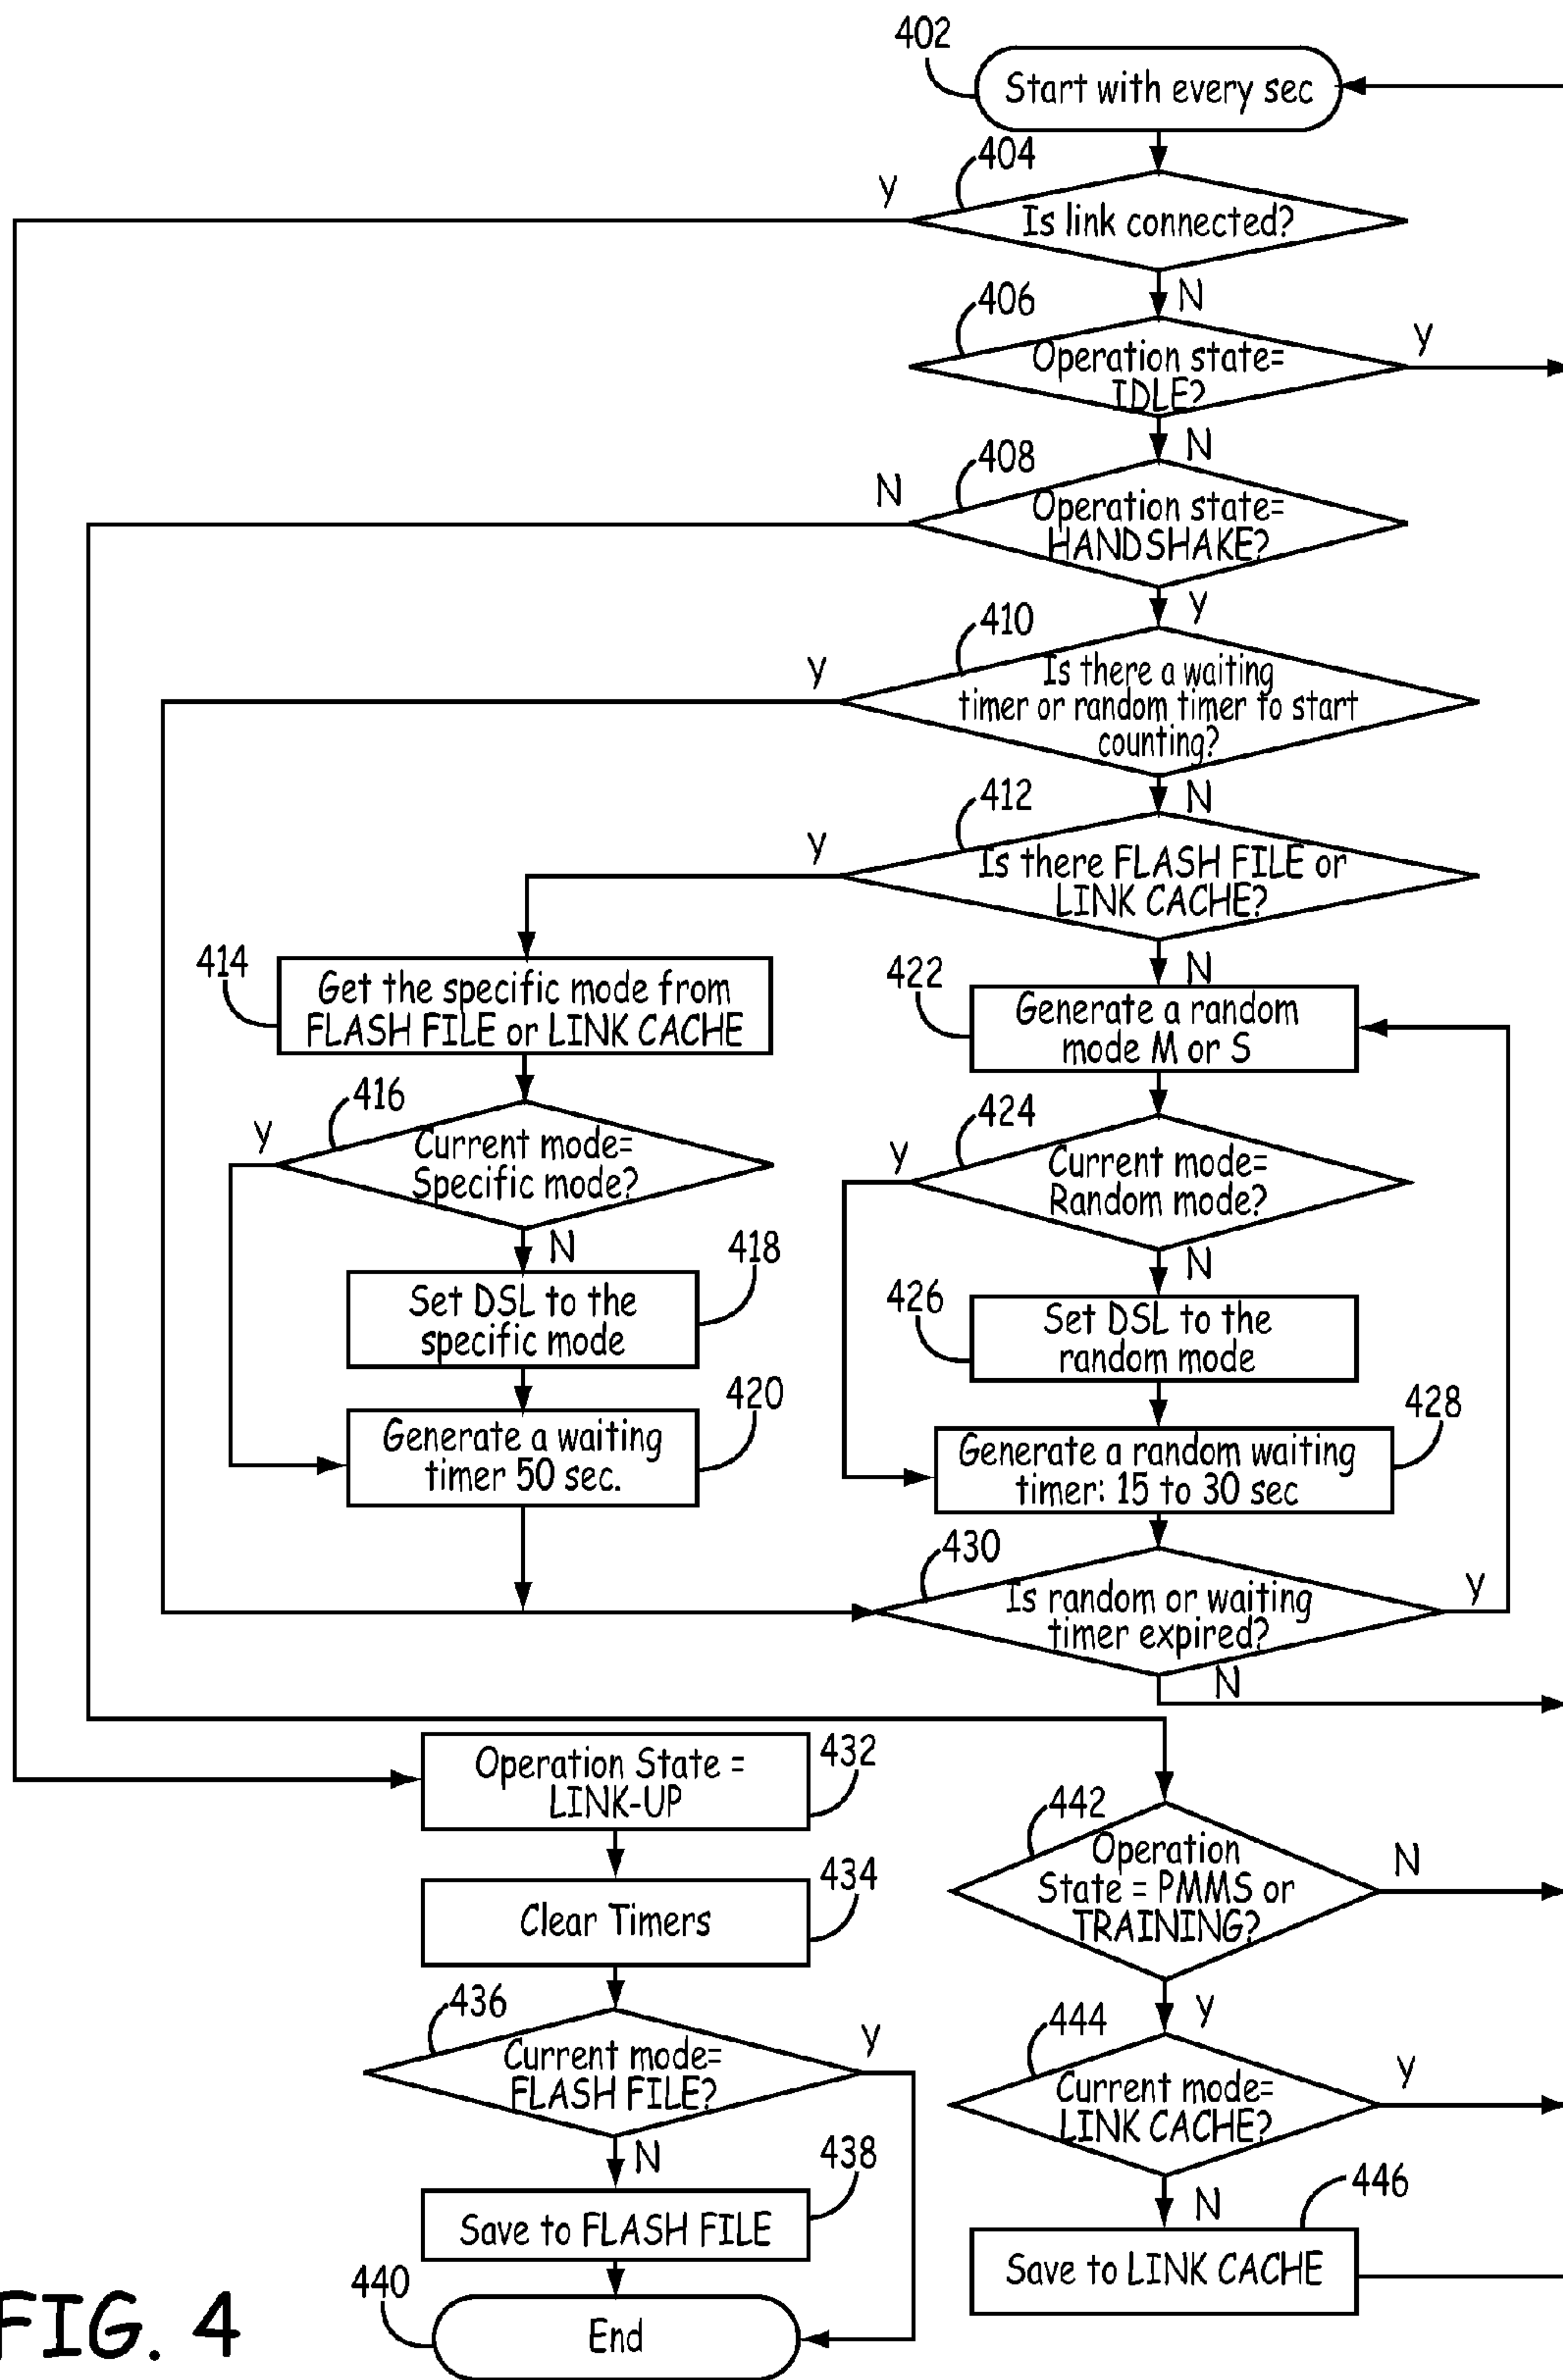 402
Start with every sec
404
Y
Is link connected?
N
406
Y
Operation state=
IDLE?
N
408
N
Operation state=
HANDSHAKE?
Y
410
Y
Is there a waiting
timer or random timer to start
counting?
N
412
Y
Is there FLASH FILE or
LINK CACHE?
N
414
Get the specific mode from
FLASH FILE or LINK CACHE
416
Y
Current mode=
Specific mode?
N
418
Set DSL to the
specific mode
420
Generate a waiting
timer 50 sec.
422
Generate a random
mode M or S
424
Y
Current mode=
Random mode?
N
426
Set DSL to the
random mode
428
Generate a random waiting
timer: 15 to 30 sec
430
Is random or waiting
timer expired?
Y
N
432
Operation State =
LINK-UP
434
Clear Timers
436
Y
Current mode=
FLASH FILE?
N
438
Save to FLASH FILE
440
End
442
Operation
State = PMMS or
TRAINING?
N
Y
444
Current mode=
LINK CACHE?
Y
N
446
Save to LINK CACHE
FIG. 4